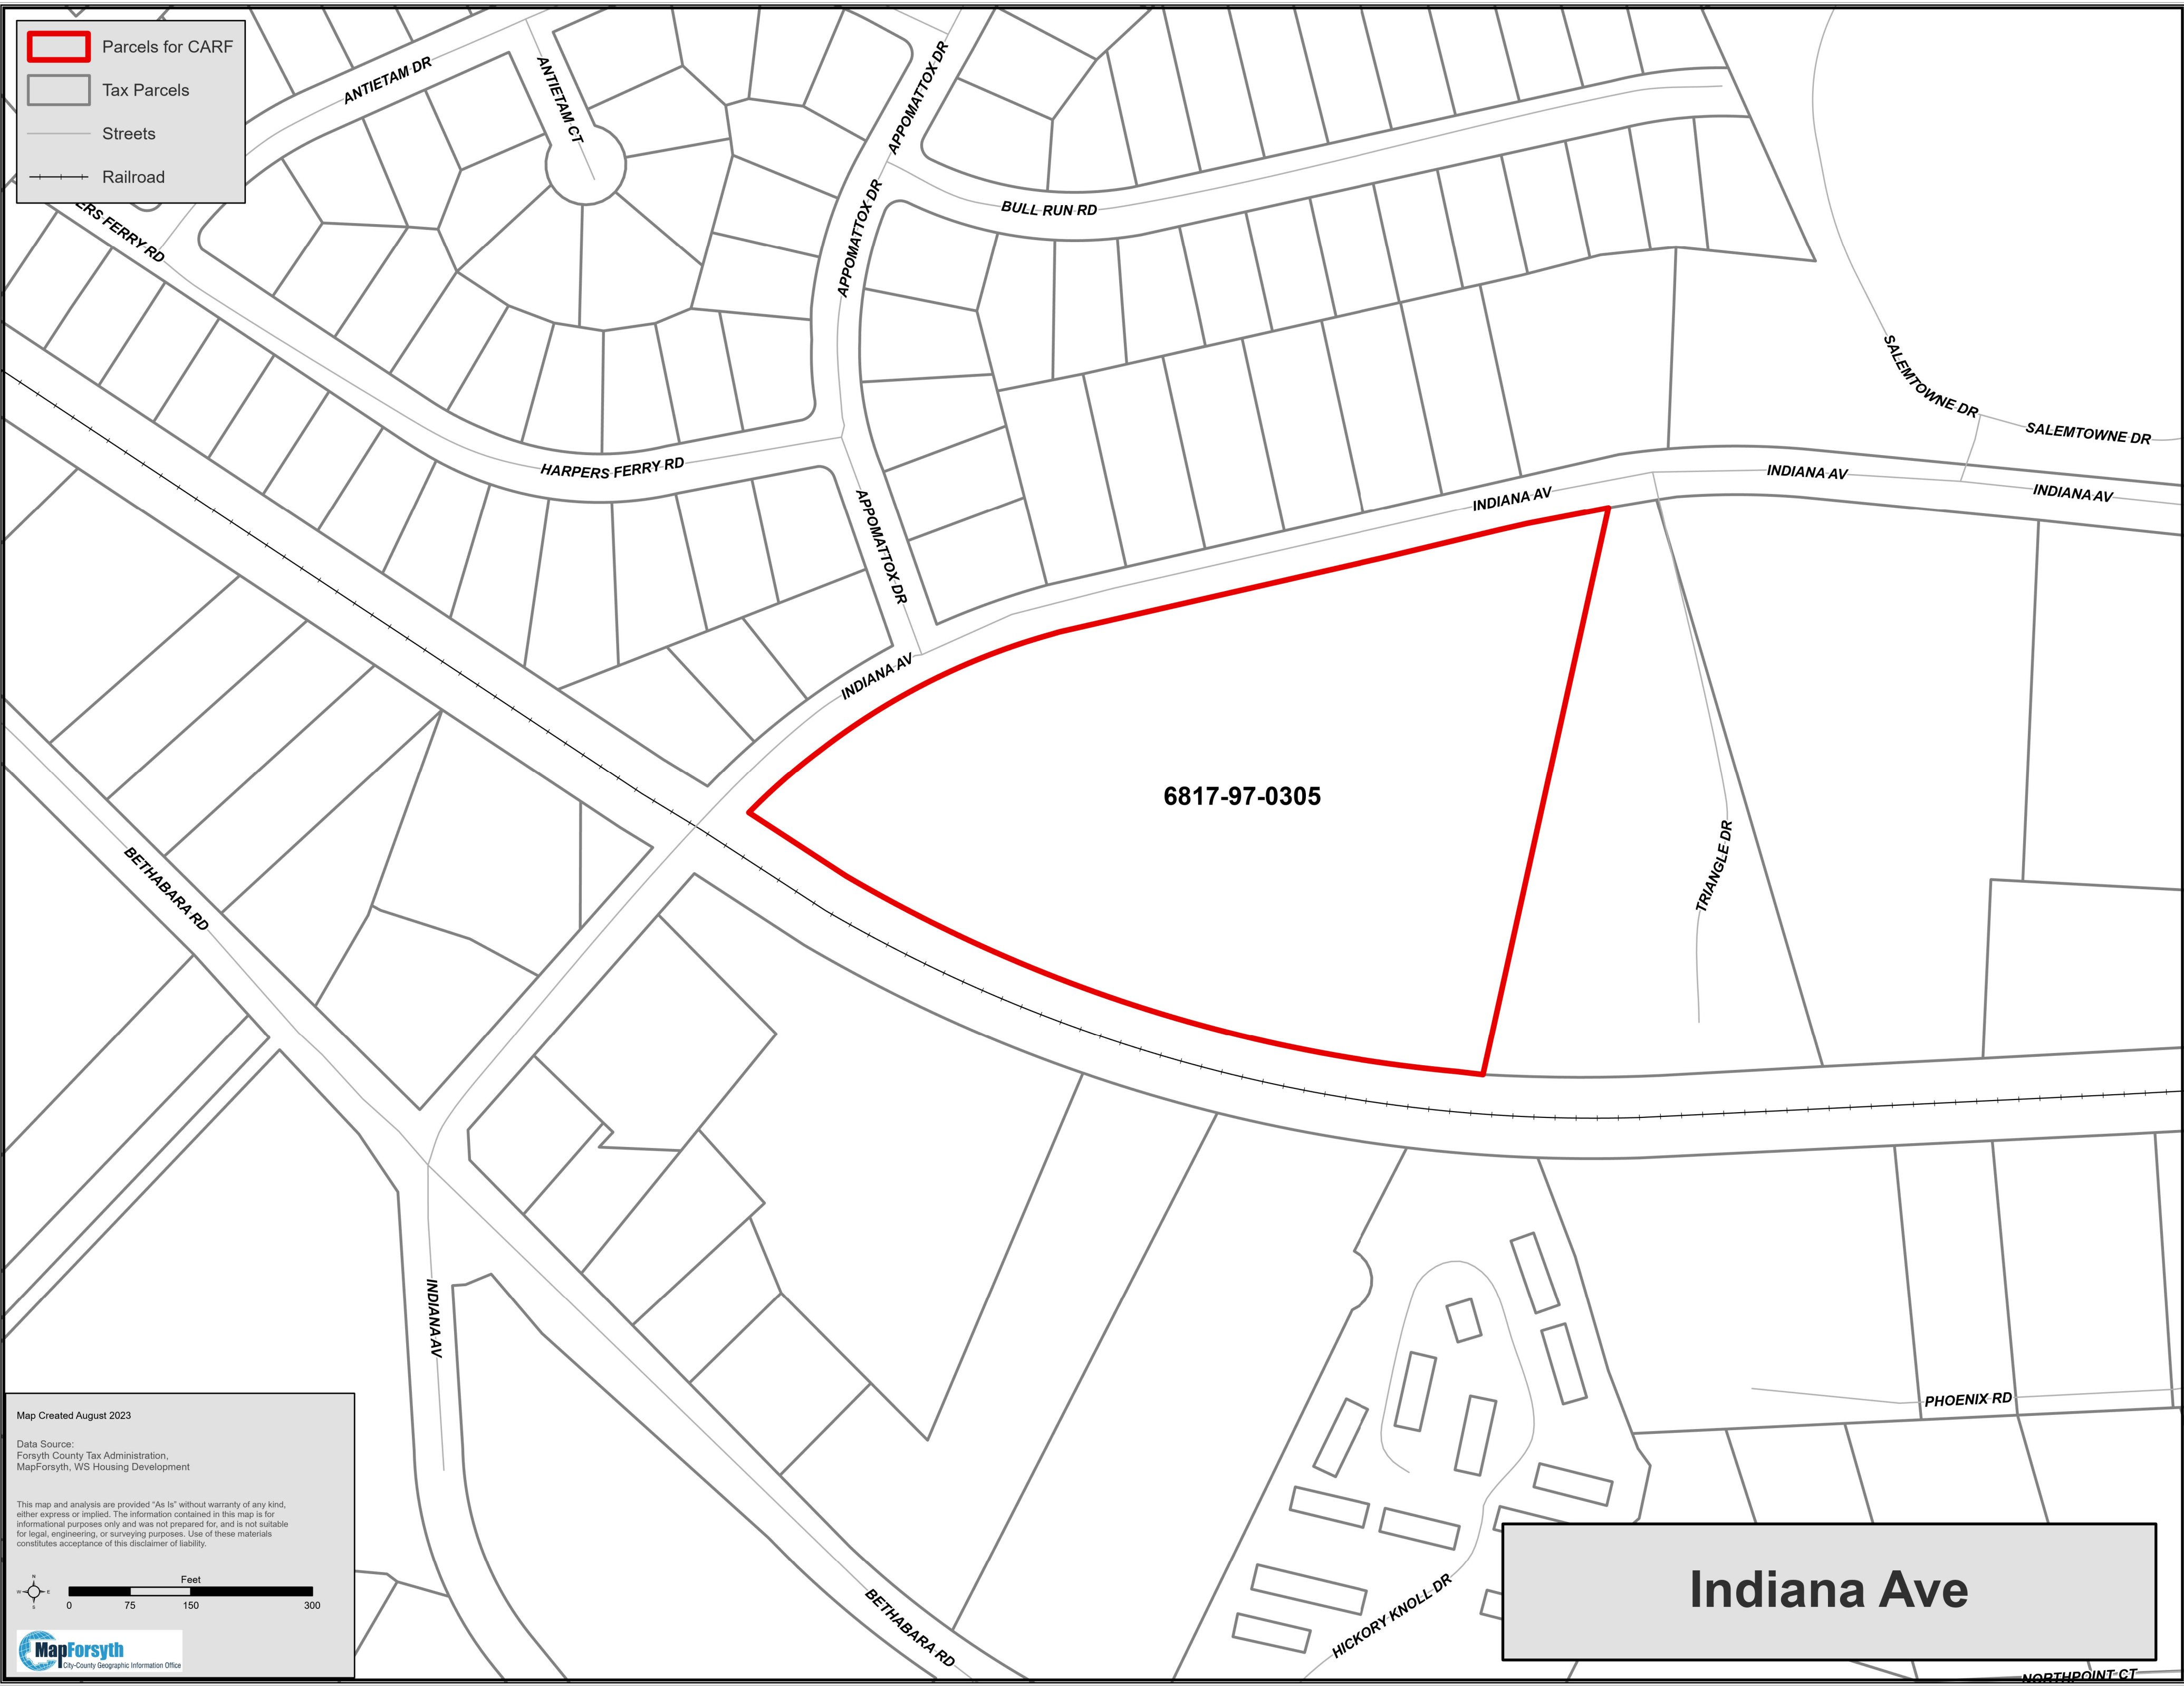 Parcels for CARF
Tax Parcels
Streets
Railroad
ANTIETAM DR
ANTIETAM CT
APPOMATTOX DR
APPOMATTOX DR
BULL RUN RD
ERS FERRY RD
SALEMTOWNE DR
SALEMTOWNE DR
HARPERS FERRY RD
INDIANA AV
INDIANA AV
INDIANA AV
APPOMATTOX DR
INDIANA AV
6817-97-0305
TRIANGLE DR
BETHABARA RD
INDIANA AV
PHOENIX RD
Map Created August 2023
Data Source:
Forsyth County Tax Administration,
MapForsyth, WS Housing Development
This map and analysis are provided “As Is” without warranty of any kind,
either express or implied. The information contained in this map is for
informational purposes only and was not prepared for, and is not suitable
for legal, engineering, or surveying purposes. Use of these materials
constitutes acceptance of this disclaimer of liability.
N
W E
S
Feet
0 75 150 300
MapForsyth
City-County Geographic Information Office
BETHABARA RD
HICKORY KNOLL DR
Indiana Ave
NORTHPOINT CT